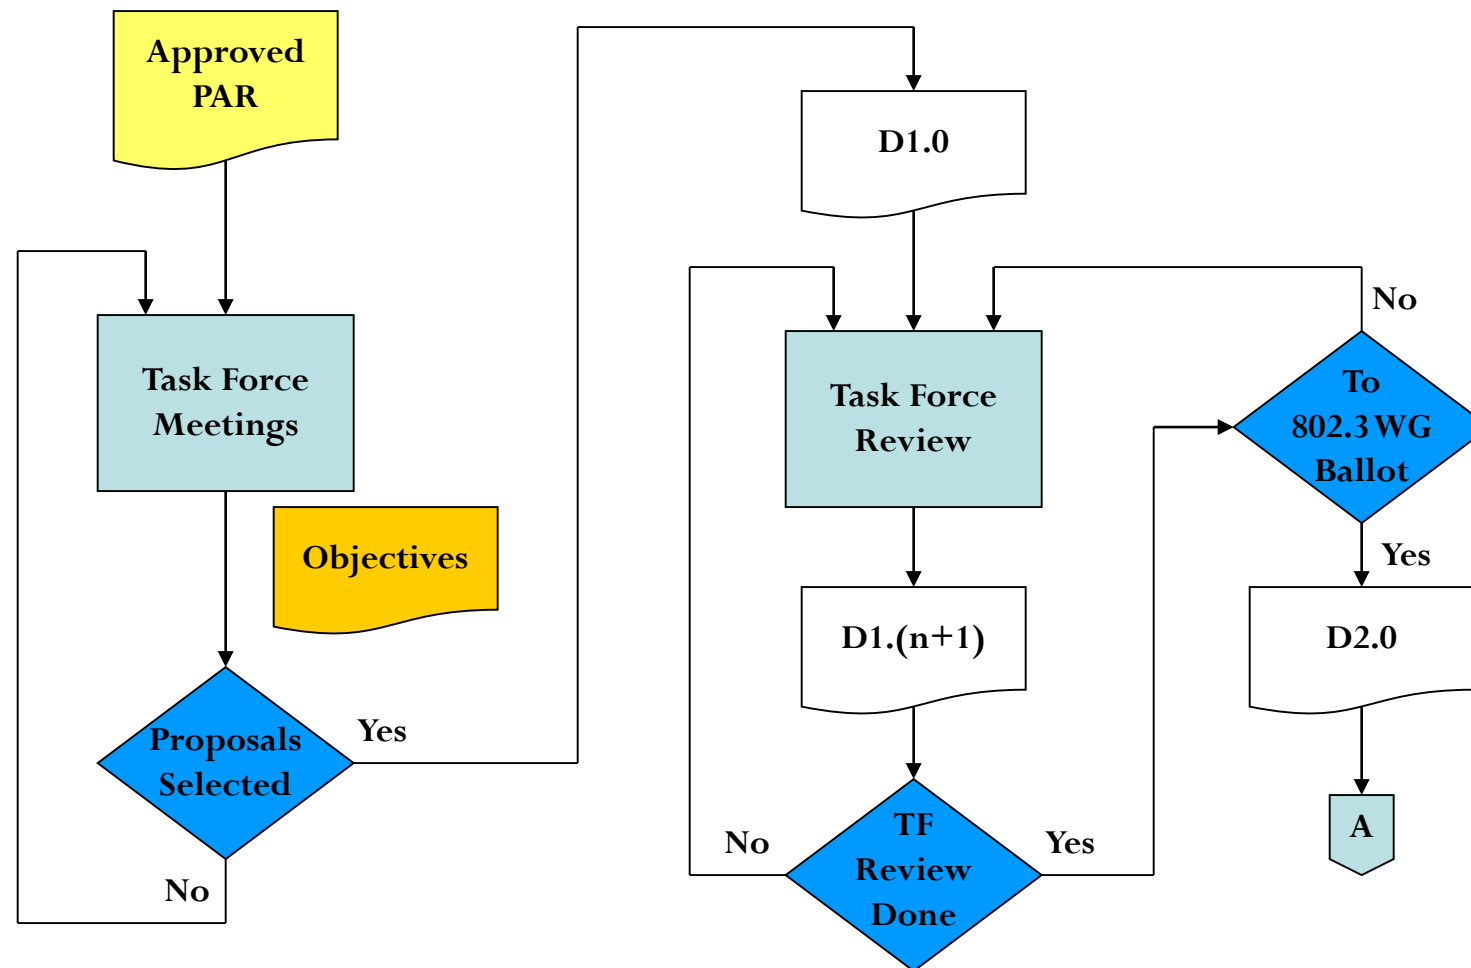 Approved
PAR
Task Force
Meetings
Objectives
Proposals
Selected
Yes
No
D1.0
Task Force
Review
D1.(n+1)
TF
Review
Done
No
Yes
To
802.3 WG
Ballot
No
Yes
D2.0
A